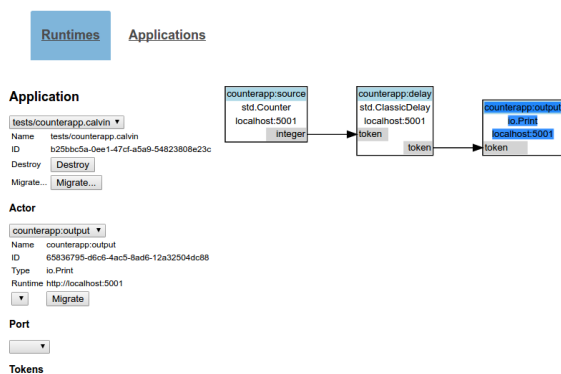 Runtimes Applications
Application
tests/counterapp.calvin
Name tests/counterapp.calvin
ID b25bbc5a-0ee1-47cf-a5a9-54823808e23c
Destroy Destroy
Migrate... Migrate...
Actor
counterapp:output
Name counterapp:output
ID 65836795-d6c6-4ac5-8ad6-12a32504dc88
Type io.Print
Runtime http://localhost:5001
Migrate
Port
Tokens
counterapp:source
std.Counter
localhost:5001
integer
counterapp:delay
std.ClassicDelay
localhost:5001
token
token
counterapp:output
io.Print
localhost:5001
token